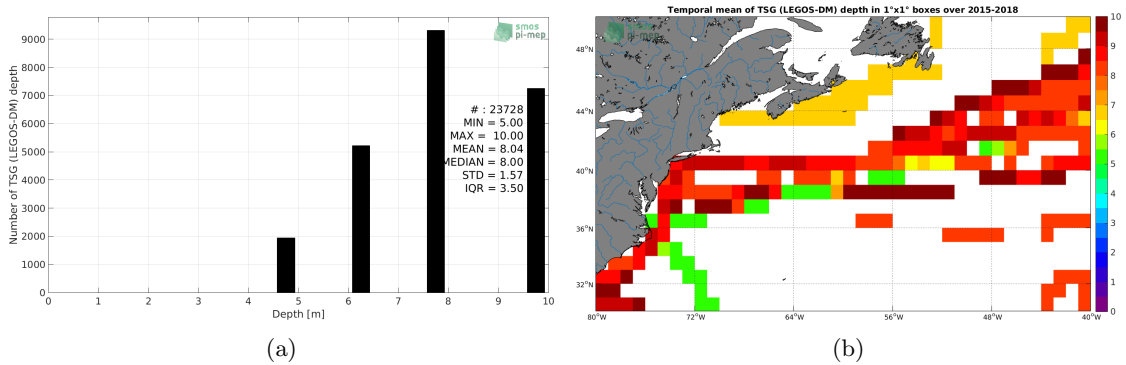 smos
pi-mep
9000
8000
7000
6000
5000
4000
3000
2000
1000
0
Number of TSG (LEGOS-DM) depth
# : 23728
MIN = 5.00
MAX = 10.00
MEAN = 8.04
MEDIAN = 8.00
STD = 1.57
IQR = 3.50
0 1 2 3 4 5 6 7 8 9 10
Depth [m]
(a)
Temporal mean of TSG (LEGOS-DM) depth in 1°x1° boxes over 2015-2018
smos
pi-mep
48°N
44°N
40°N
36°N
32°N
80°W 72°W 64°W 56°W 48°W 40°W
10
9
8
7
6
5
4
3
2
1
0
(b)